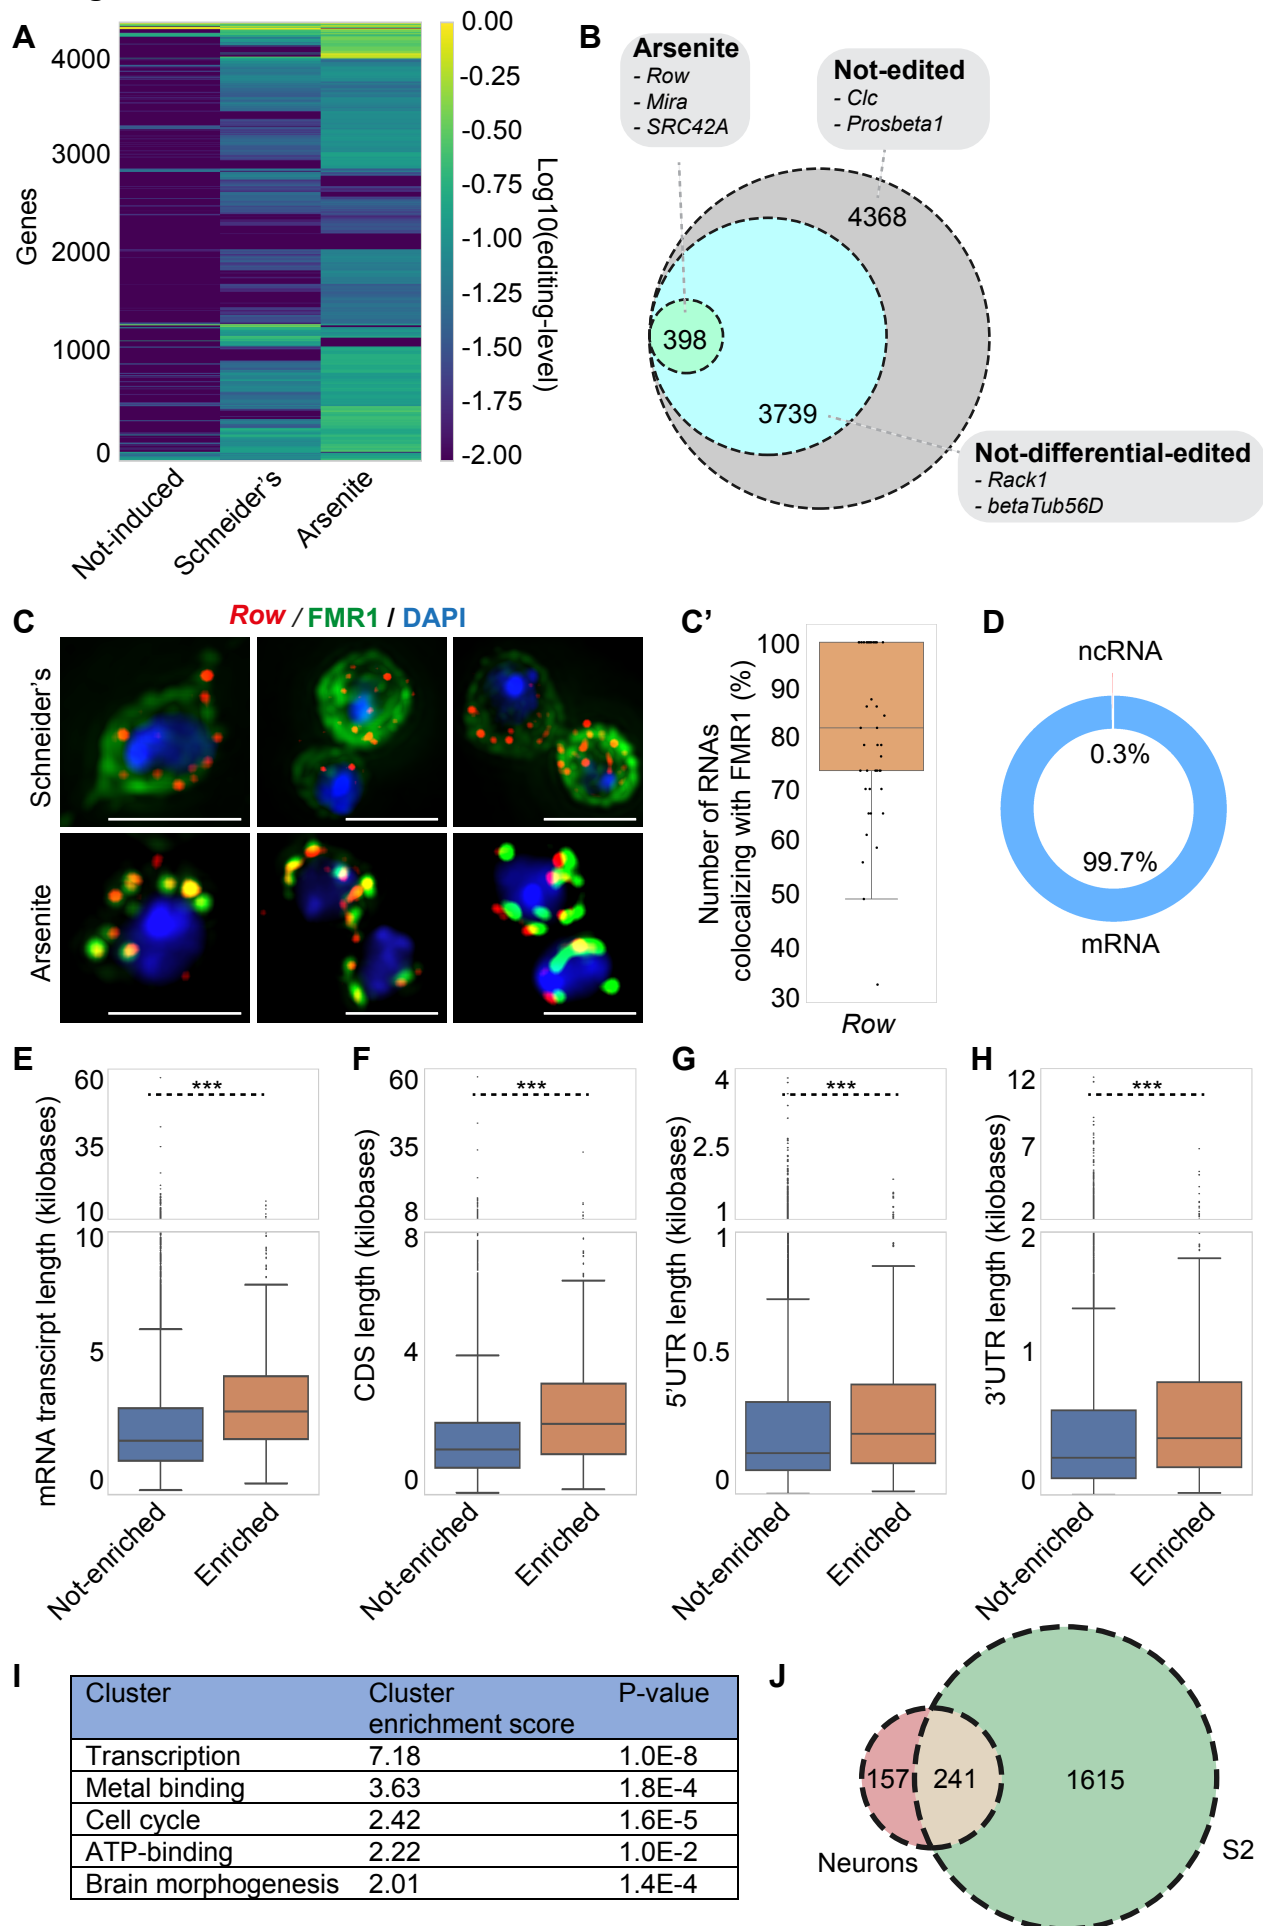 A
4000
3000
2000
1000
0
Genes
Not-induced
Schneider's
Arsenite
0.00
-0.25
-0.50
-0.75
-1.00
-1.25
-1.50
-1.75
-2.00
Log10(editing-level)
B
Arsenite
- Row
- Mira
- SRC42A
Not-edited
- Clc
- Prosbeta1
4368
398
3739
Not-differential-edited
- Rack1
- betaTub56D
C
Row / FMR1 / DAPI
Schneider's
Arsenite
C'
Number of RNAs
colocalizing with FMR1 (%)
100
90
80
70
60
50
40
30
Row
D
ncRNA
0.3%
99.7%
mRNA
E
mRNA transcirpt length (kilobases)
60
35
10
10
5
0
***
Not-enriched
Enriched
F
CDS length (kilobases)
60
35
8
8
4
0
***
Not-enriched
Enriched
G
5'UTR length (kilobases)
4
2.5
1
1
0.5
0
***
Not-enriched
Enriched
H
3'UTR length (kilobases)
12
7
2
2
1
0
***
Not-enriched
Enriched
I
Cluster Cluster P-value
enrichment score
Transcription 7.18 1.0E-8
Metal binding 3.63 1.8E-4
Cell cycle 2.42 1.6E-5
ATP-binding 2.22 1.0E-2
Brain morphogenesis 2.01 1.4E-4
J
157 241 1615
Neurons
S2